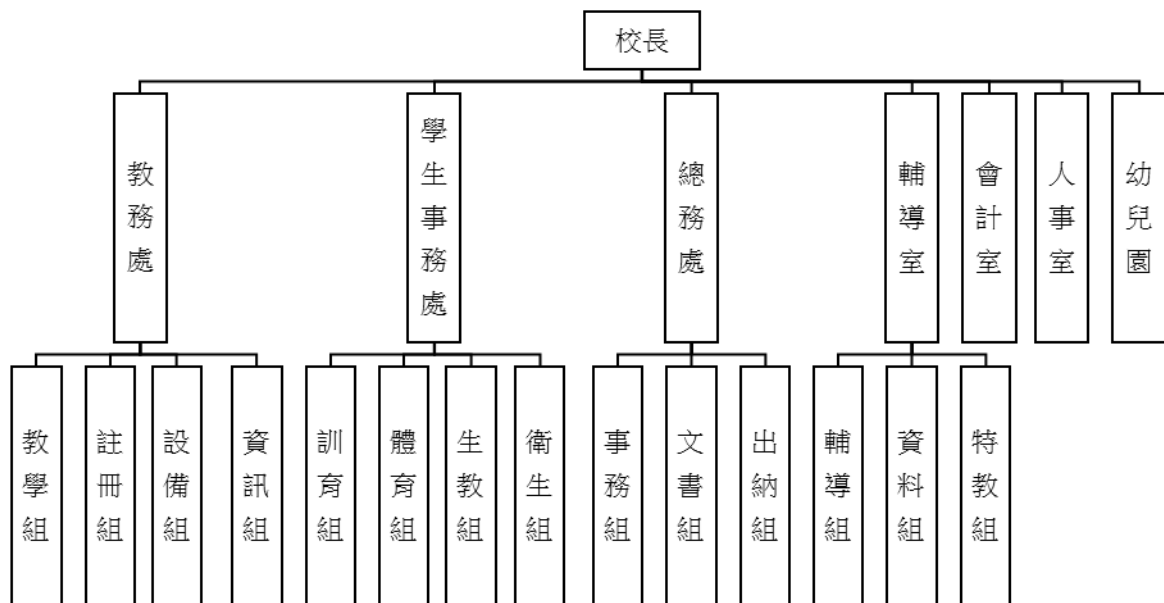 校長
教務處
學生事務處
總務處
輔導室
會計室
人事室
幼兒園
教學組
註冊組
設備組
資訊組
訓育組
體育組
生教組
衛生組
事務組
文書組
出納組
輔導組
資料組
特教組